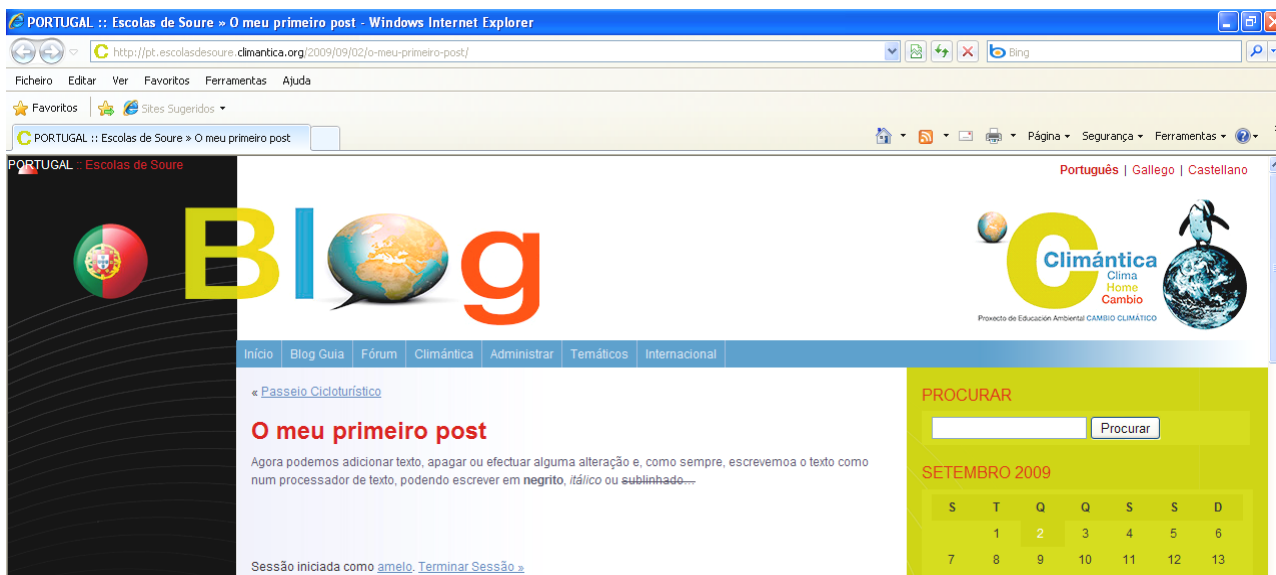 PORTUGAL :: Escolas de Soure » O meu primeiro post - Windows Internet Explorer
http://pt.escolasdesoure.climantica.org/2009/09/02/o-meu-primeiro-post/
Bing
Ficheiro Editar Ver Favoritos Ferramentas Ajuda
Favoritos Sites Sugeridos
PORTUGAL :: Escolas de Soure » O meu primeiro post
Página Segurança Ferramentas
PORTUGAL :: Escolas de Soure
Português | Gallego | Castellano
Blog
Climántica
Clima
Home
Cambio
Proxecto de Educación Ambiental CAMBIO CLIMÁTICO
Início Blog Guia Fórum Climántica Administrar Temáticos Internacional
« Passeio Cicloturístico
O meu primeiro post
Agora podemos adicionar texto, apagar ou efectuar alguma alteração e, como sempre, escrevemoa o texto como
num processador de texto, podendo escrever em negrito, itálico ou sublinhado...
Sessão iniciada como amelo. Terminar Sessão »
PROCURAR
Procurar
SETEMBRO 2009
S T Q Q S S D
1 2 3 4 5 6
7 8 9 10 11 12 13